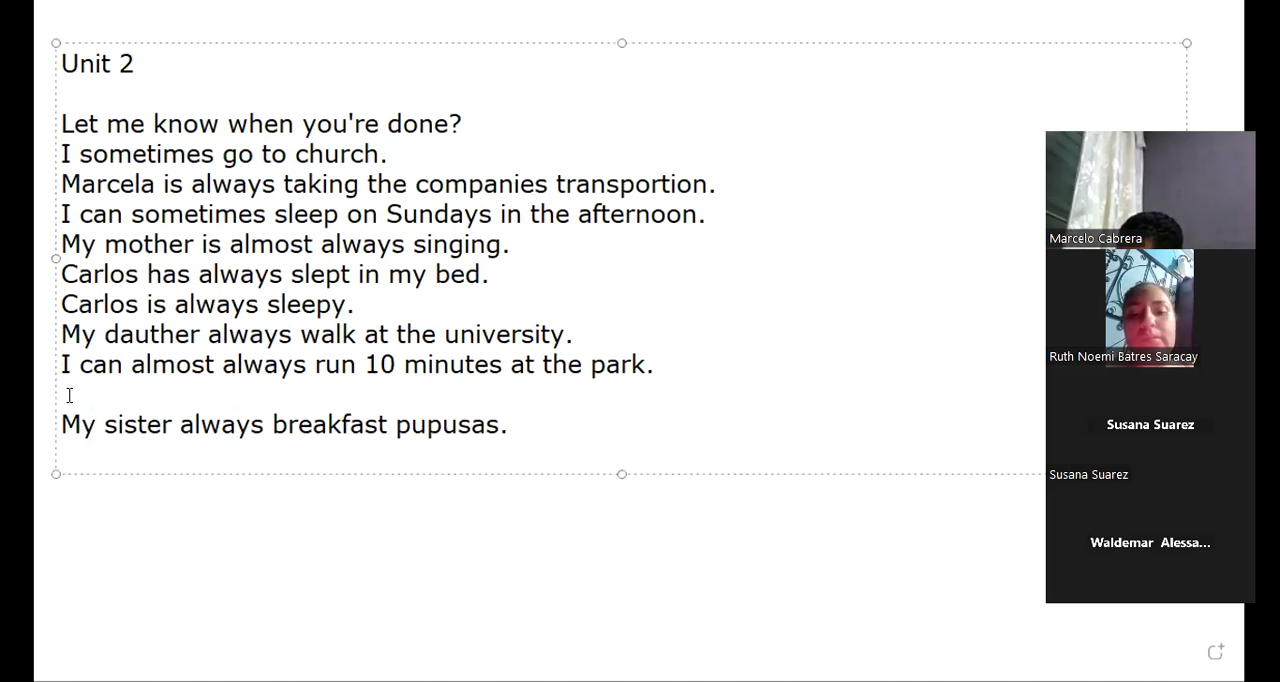 Unit 2
Let me know when you're done?
I sometimes go to church.
Marcela is always taking the companies transportion.
I can sometimes sleep on Sundays in the afternoon.
My mother is almost always singing.
Carlos has always slept in my bed.
Carlos is always sleepy.
My dauther always walk at the university.
I can almost always run 10 minutes at the park.
My sister always breakfast pupusas.
Marcelo Cabrera
Ruth Noemi Batres Saracay
Susana Suarez
Susana Suarez
Waldemar Alessa...